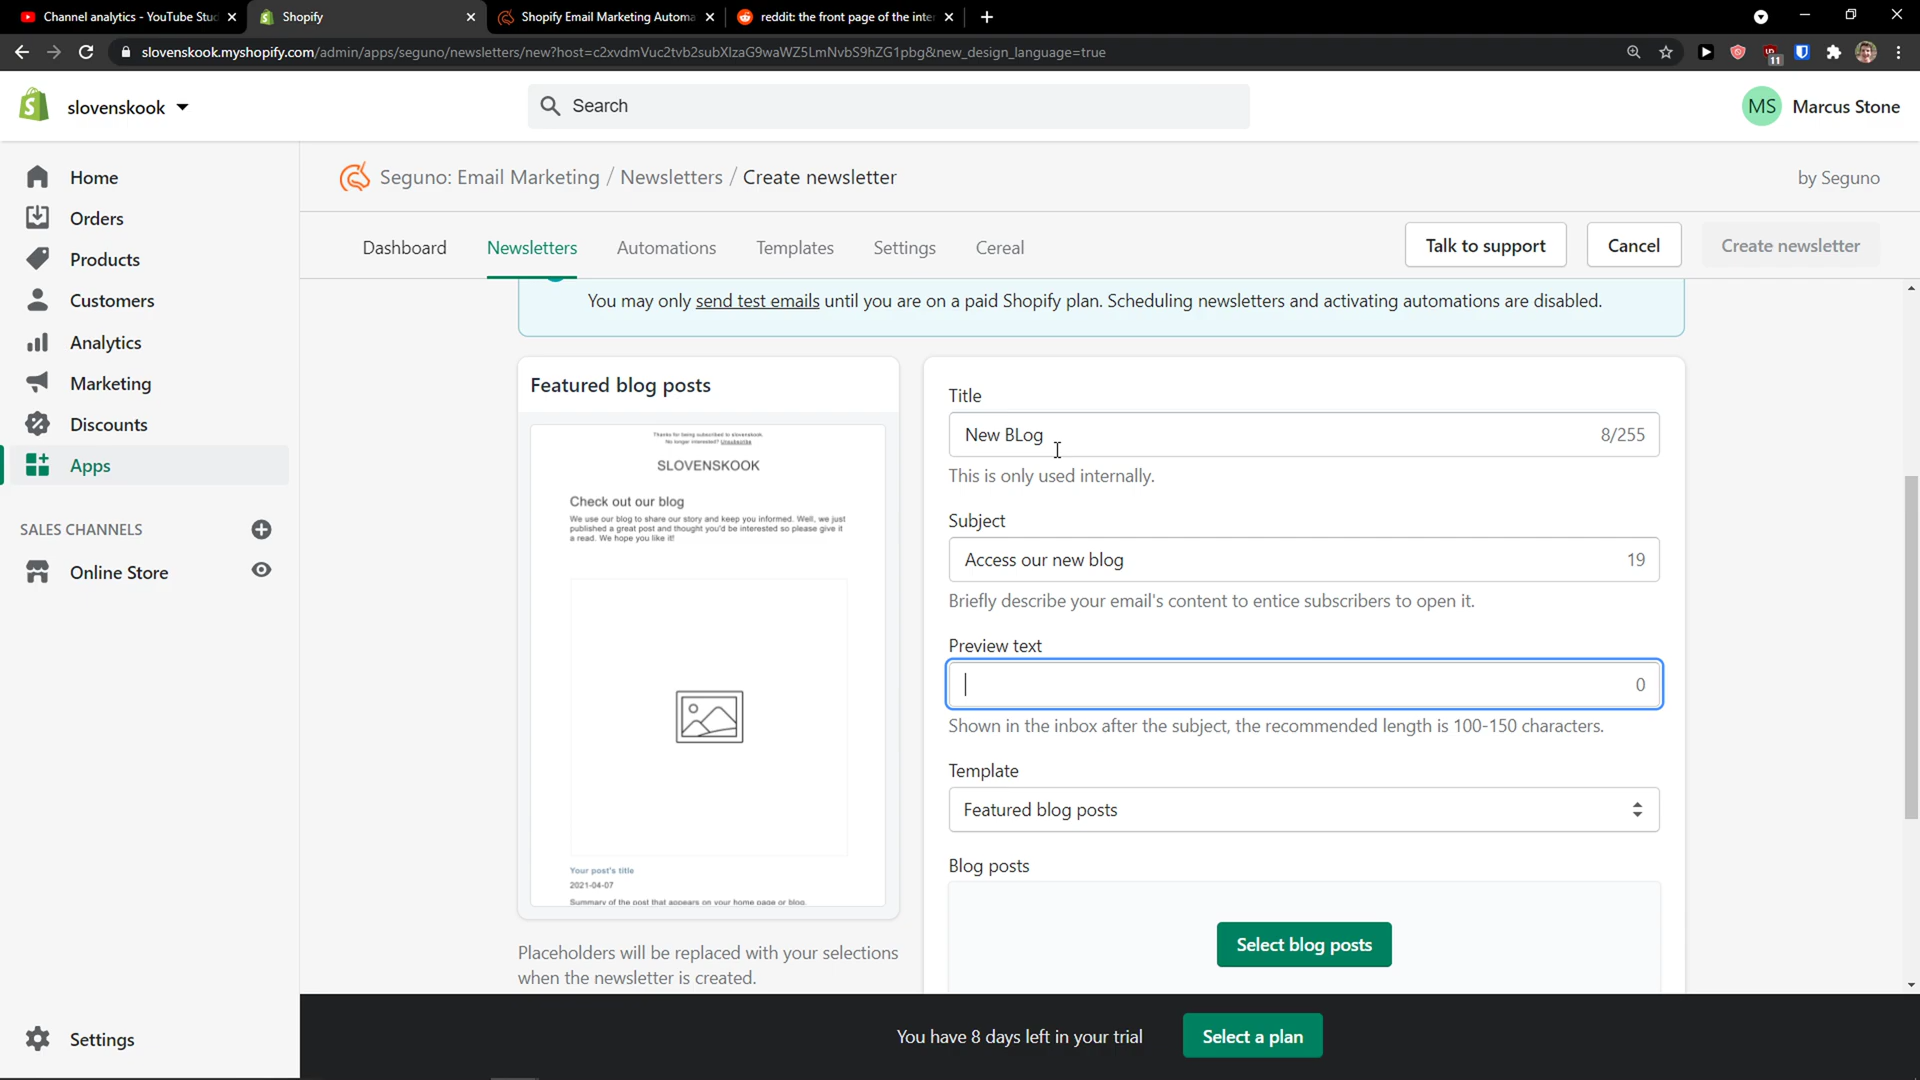 Channel analytics - YouTube Stu
Shopify
Shopify Email Marketing Automa
reddit: the front page of the inter
slovenskook.myshopify.com/admin/apps/seguno/newsletters/new?host=c2xvdmVuc2tvb2subXlzaG9waWZ5LmNvbS9hZG1pbg&new_design_language=true
11
slovenskook
Search
MS Marcus Stone
Home
Orders
Products
Customers
Analytics
Marketing
Discounts
Apps
SALES CHANNELS
Online Store
Settings
Seguno: Email Marketing / Newsletters / Create newsletter
by Seguno
Dashboard Newsletters Automations Templates Settings Cereal
Talk to support Cancel Create newsletter
You may only send test emails until you are on a paid Shopify plan. Scheduling newsletters and activating automations are disabled.
Featured blog posts
Thanks for being subscribed to slovenskook.
No longer interested? Unsubscribe
SLOVENSKOOK
Check out our blog
We use our blog to share our story and keep you informed. Well, we just
published a great post and thought you'd be interested so please give it
a read. We hope you like it!
Your post's title
2021-04-07
Summary of the post that appears on your home page or blog.
Placeholders will be replaced with your selections
when the newsletter is created.
Title
New BLog 8/255
This is only used internally.
Subject
Access our new blog 19
Briefly describe your email's content to entice subscribers to open it.
Preview text
0
Shown in the inbox after the subject, the recommended length is 100-150 characters.
Template
Featured blog posts
Blog posts
Select blog posts
You have 8 days left in your trial Select a plan